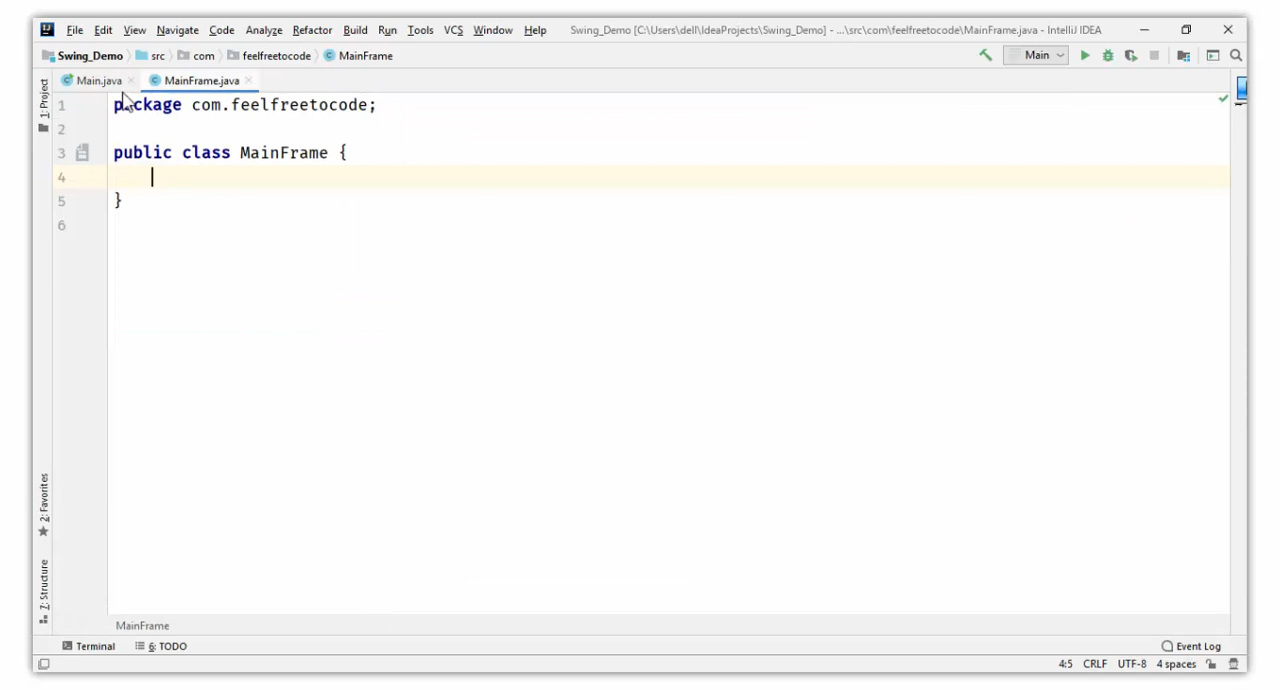 File Edit View Navigate Code Analyze Refactor Build Run Tools VCS Window Help Swing_Demo [C:\Users\dell\IdeaProjects\Swing_Demo] - ...\src\com\feelfreetocode\MainFrame.java - IntelliJ IDEA
Swing_Demo src com feelfreetocode MainFrame Main
Main.java MainFrame.java
1: Project
1 package com.feelfreetocode;
2
3 public class MainFrame {
4
5 }
6
2: Favorites
7: Structure
MainFrame
Terminal 6: TODO Event Log
4:5 CRLF UTF-8 4 spaces